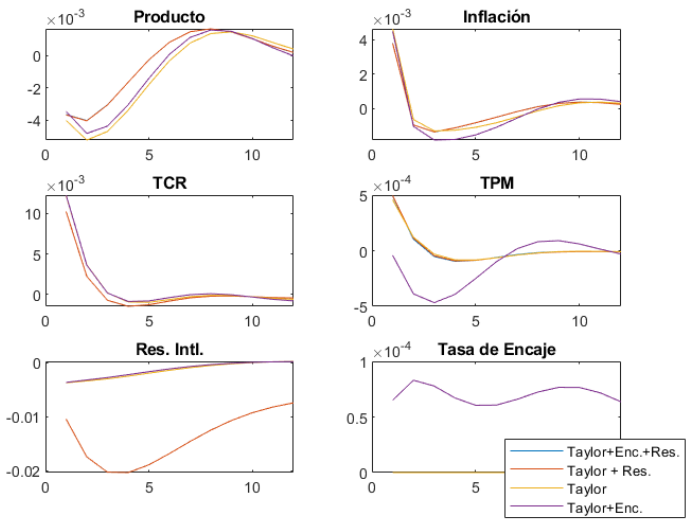 ×10⁻³ Producto
0
-2
-4
0 5 10
×10⁻³ Inflación
4
2
0
0 5 10
×10⁻³ TCR
10
5
0
0 5 10
×10⁻⁴ TPM
5
0
-5
0 5 10
Res. Intl.
0
-0.01
-0.02
0 5 10
×10⁻⁴ Tasa de Encaje
1
0.5
0
0 5
Taylor+Enc.+Res.
Taylor + Res.
Taylor
Taylor+Enc.